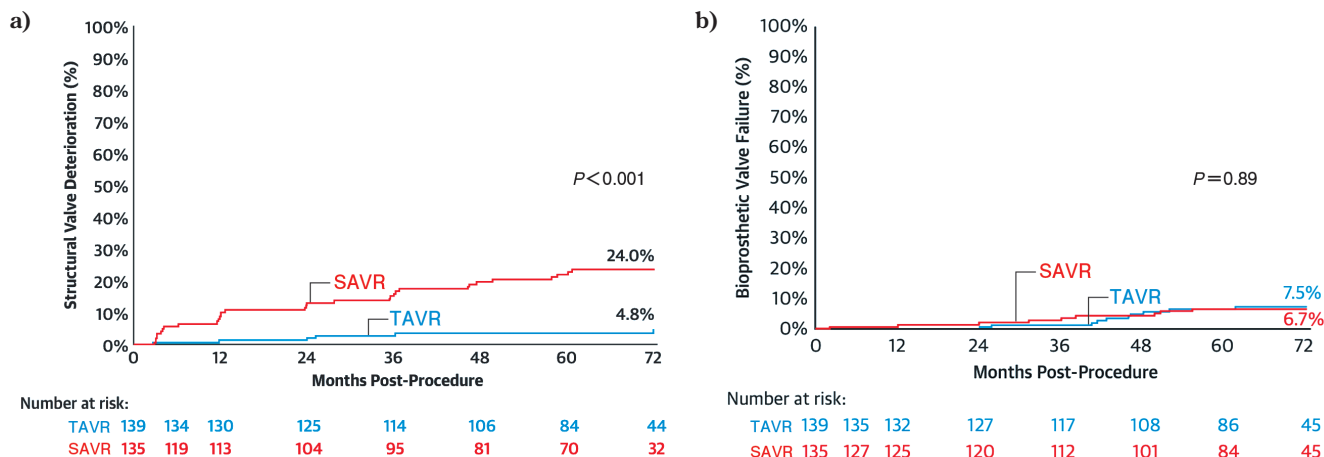 a)
Structural Valve Deterioration (%)
100%
90%
80%
70%
60%
50%
40%
30%
20%
10%
0%
P<0.001
24.0%
SAVR
TAVR
4.8%
0 12 24 36 48 60 72
Months Post-Procedure
Number at risk:
TAVR 139 134 130 125 114 106 84 44
SAVR 135 119 113 104 95 81 70 32
b)
Bioprosthetic Valve Failure (%)
100%
90%
80%
70%
60%
50%
40%
30%
20%
10%
0%
P=0.89
SAVR
TAVR
7.5%
6.7%
0 12 24 36 48 60 72
Months Post-Procedure
Number at risk:
TAVR 139 135 132 127 117 108 86 45
SAVR 135 127 125 120 112 101 84 45